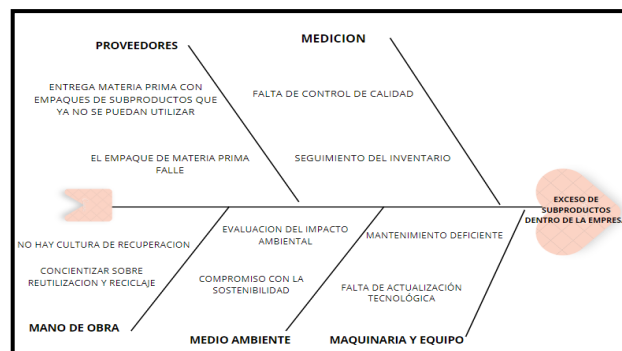 PROVEEDORES
MEDICION
ENTREGA MATERIA PRIMA CON
EMPAQUES DE SUBPRODUCTOS QUE
YA NO SE PUEDAN UTILIZAR
FALTA DE CONTROL DE CALIDAD
EL EMPAQUE DE MATERIA PRIMA
FALLE
SEGUIMIENTO DEL INVENTARIO
EXCESO DE
SUBPRODUCTOS
DENTRO DE LA EMPRESA
NO HAY CULTURA DE RECUPERACION
CONCIENTIZAR SOBRE
REUTILIZACION Y RECICLAJE
EVALUACION DEL IMPACTO
AMBIENTAL
COMPROMISO CON LA
SOSTENIBILIDAD
MANTENIMIENTO DEFICIENTE
FALTA DE ACTUALIZACIÓN
TECNOLÓGICA
MANO DE OBRA
MEDIO AMBIENTE
MAQUINARIA Y EQUIPO